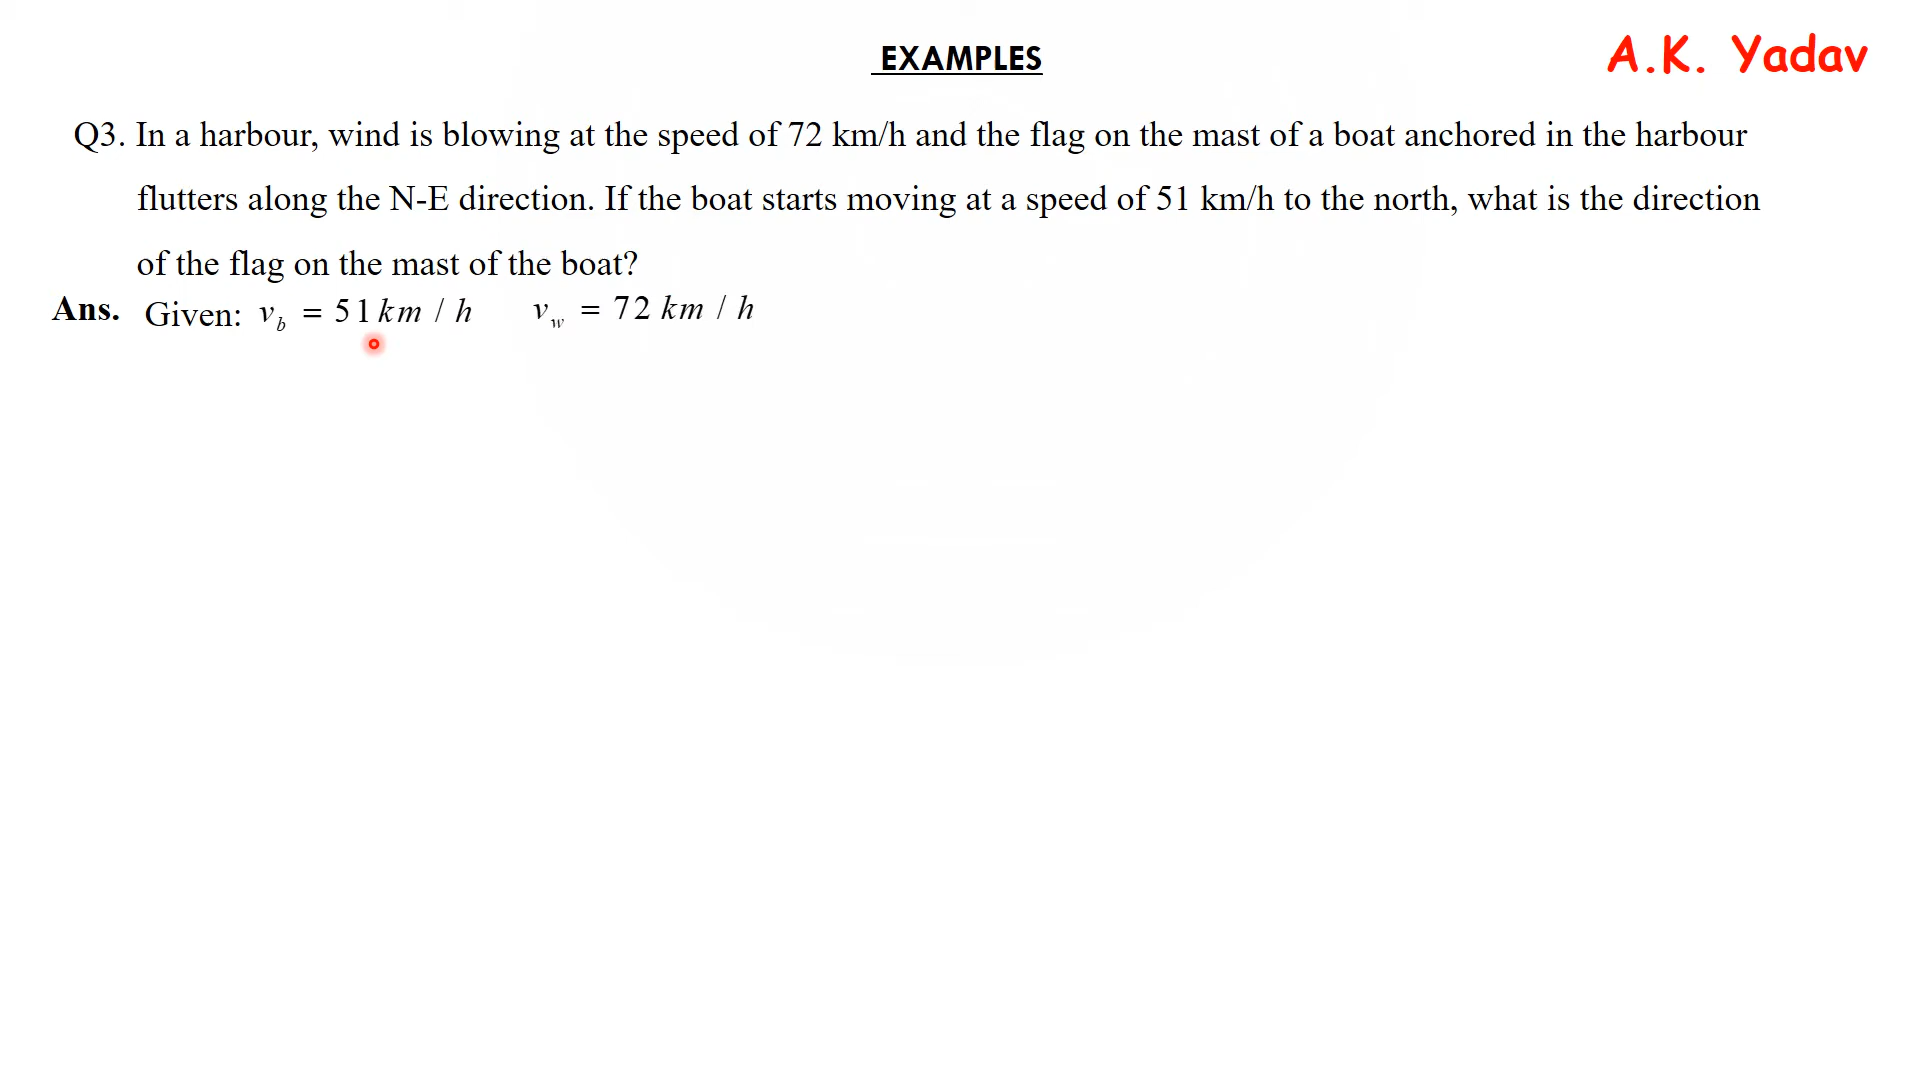 EXAMPLES
A.K. Yadav
Q3. In a harbour, wind is blowing at the speed of 72 km/h and the flag on the mast of a boat anchored in the harbour
flutters along the N-E direction. If the boat starts moving at a speed of 51 km/h to the north, what is the direction
of the flag on the mast of the boat?
Ans. Given: v_b = 51 km / h v_w = 72 km / h